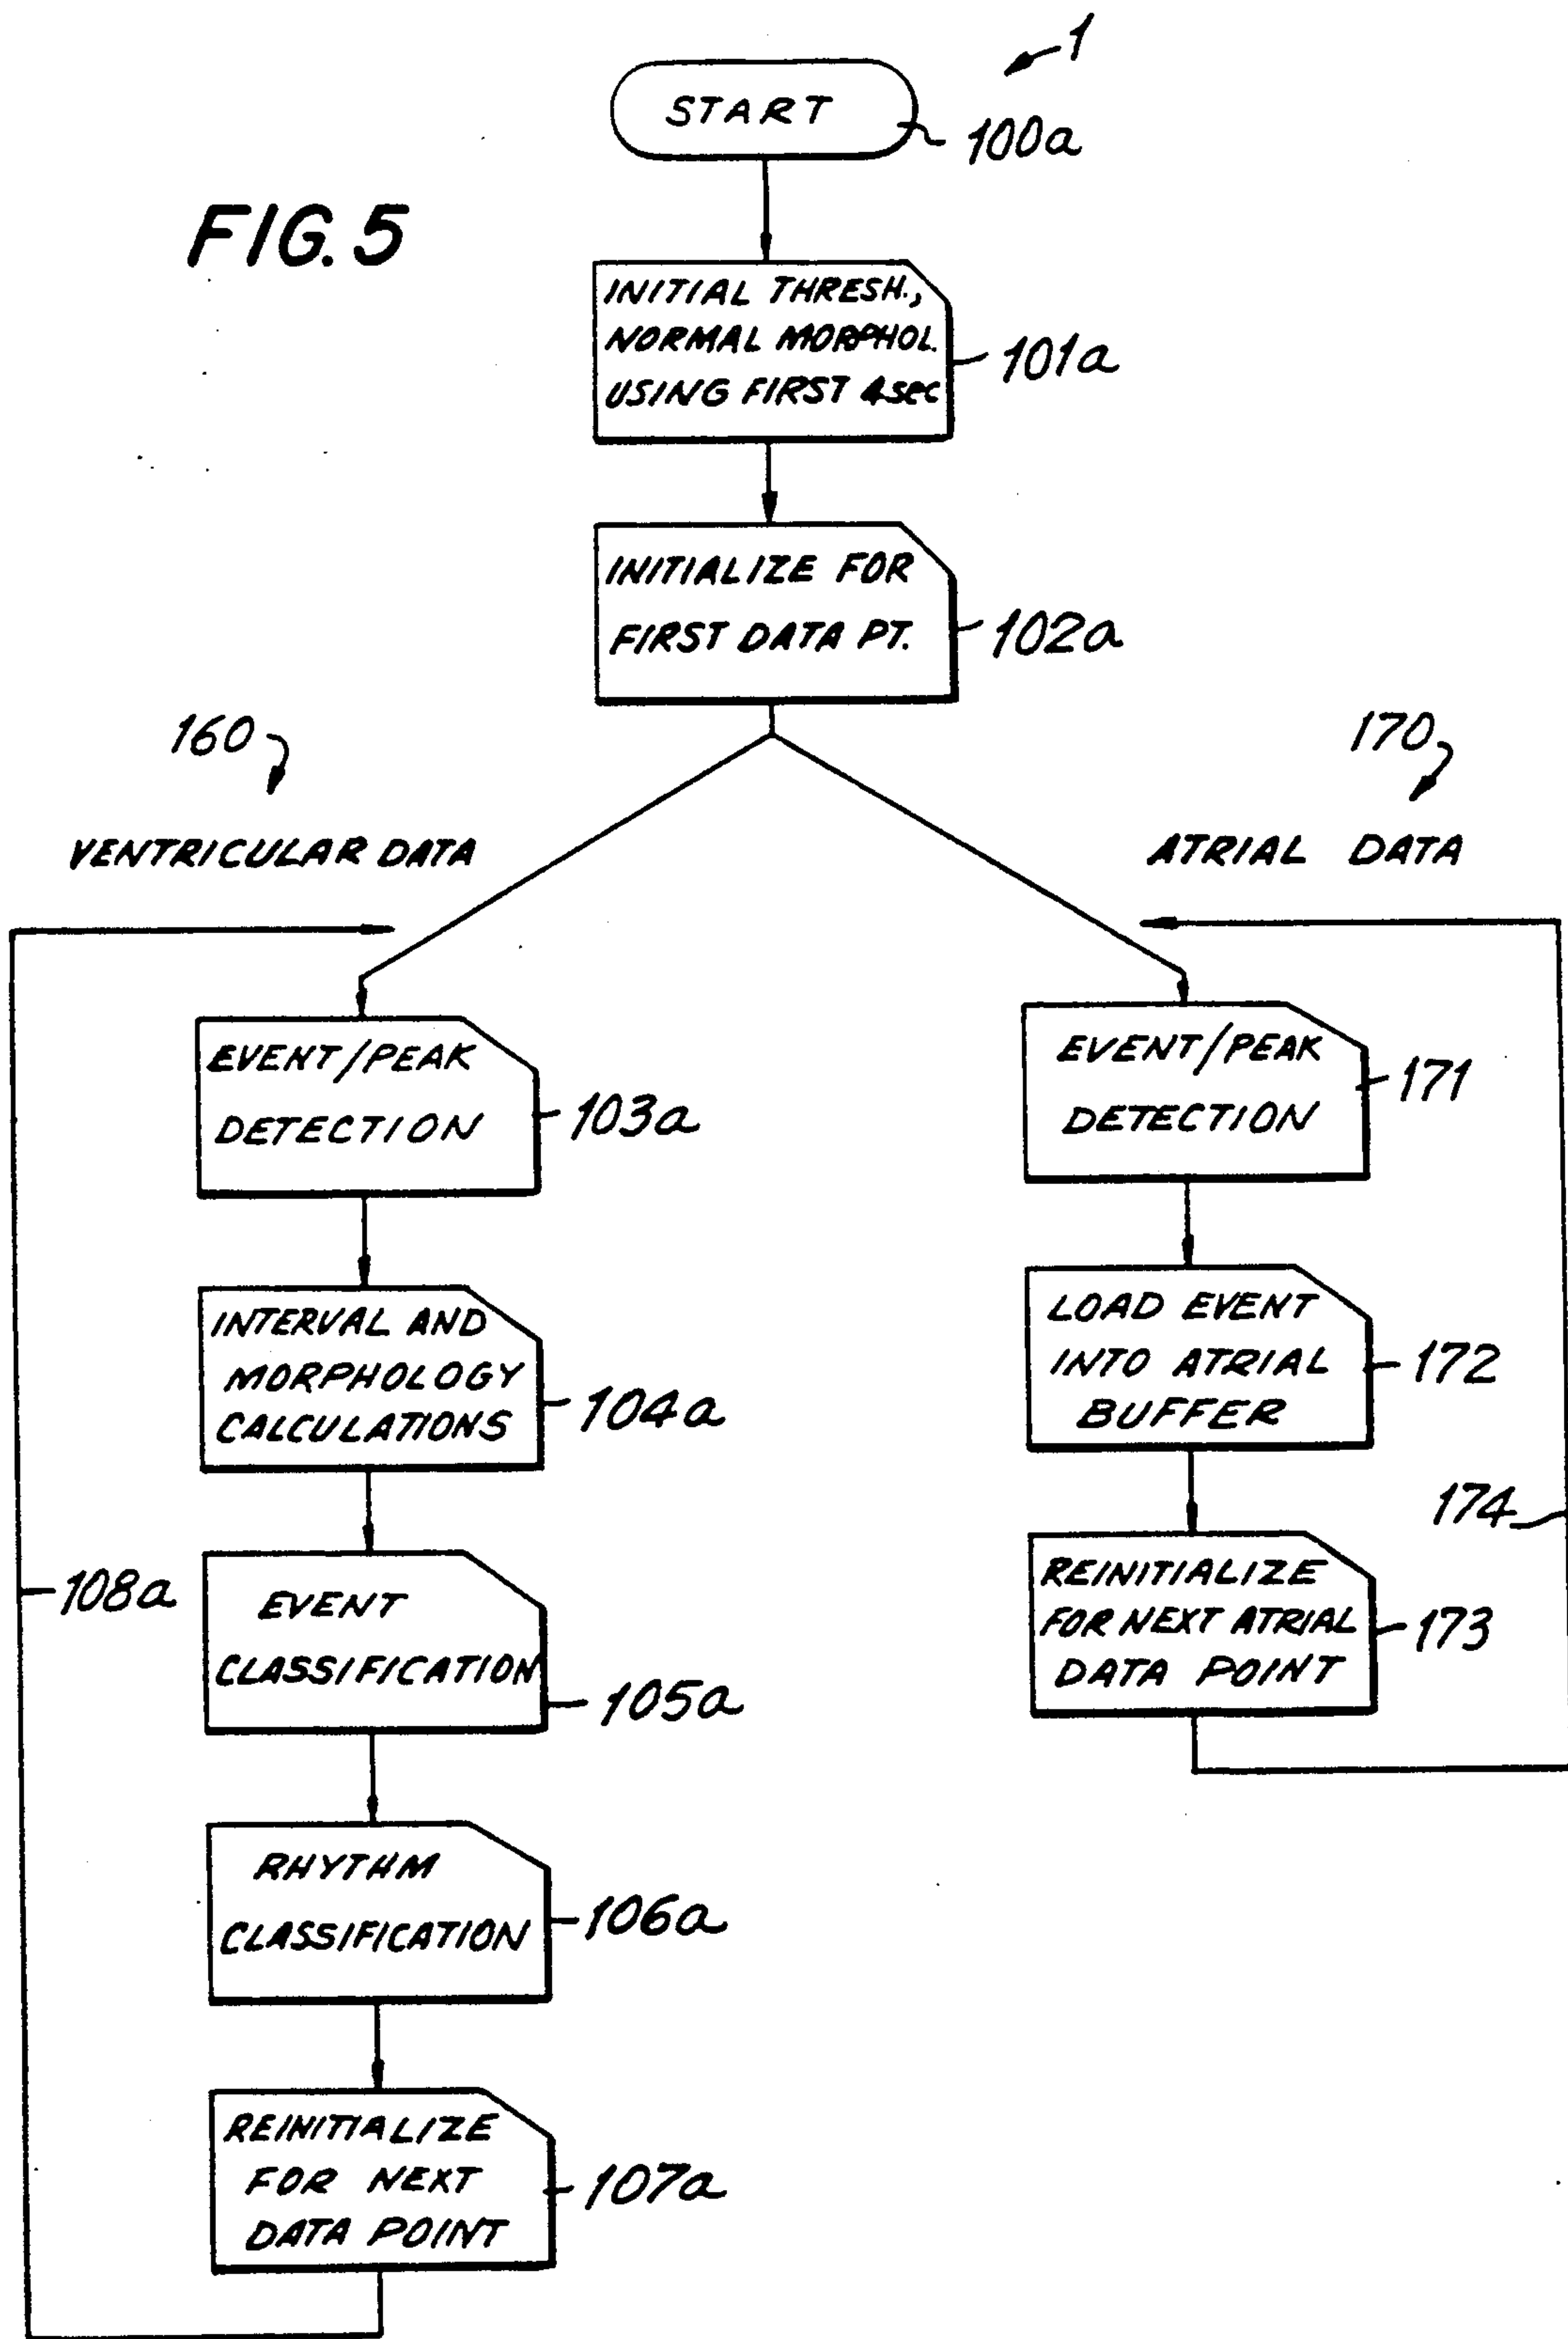 1
START
100a
FIG. 5
INITIAL THRESH.,
NORMAL MORPHOL.
USING FIRST 4sec
101a
INITIALIZE FOR
FIRST DATA PT.
102a
160
VENTRICULAR DATA
170
ATRIAL DATA
EVENT/PEAK
DETECTION
103a
INTERVAL AND
MORPHOLOGY
CALCULATIONS
104a
EVENT
CLASSIFICATION
105a
RHYTHM
CLASSIFICATION
106a
REINITIALIZE
FOR NEXT
DATA POINT
107a
108a
EVENT/PEAK
DETECTION
171
LOAD EVENT
INTO ATRIAL
BUFFER
172
REINITIALIZE
FOR NEXT ATRIAL
DATA POINT
173
174